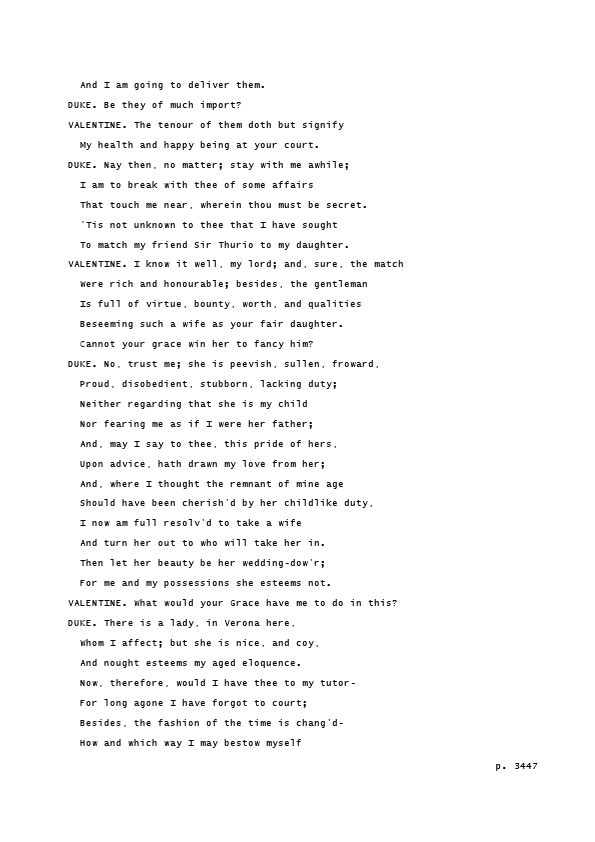 And I am going to deliver them.
DUKE. Be they of much import?
VALENTINE. The tenour of them doth but signify
My health and happy being at your court.
DUKE. Nay then, no matter; stay with me awhile;
I am to break with thee of some affairs
That touch me near, wherein thou must be secret.
'Tis not unknown to thee that I have sought
To match my friend Sir Thurio to my daughter.
VALENTINE. I know it well, my lord; and, sure, the match
Were rich and honourable; besides, the gentleman
Is full of virtue, bounty, worth, and qualities
Beseeming such a wife as your fair daughter.
Cannot your grace win her to fancy him?
DUKE. No, trust me; she is peevish, sullen, froward,
Proud, disobedient, stubborn, lacking duty;
Neither regarding that she is my child
Nor fearing me as if I were her father;
And, may I say to thee, this pride of hers,
Upon advice, hath drawn my love from her;
And, where I thought the remnant of mine age
Should have been cherish'd by her childlike duty,
I now am full resolv'd to take a wife
And turn her out to who will take her in.
Then let her beauty be her wedding-dow'r;
For me and my possessions she esteems not.
VALENTINE. What would your Grace have me to do in this?
DUKE. There is a lady, in Verona here,
Whom I affect; but she is nice, and coy,
And nought esteems my aged eloquence.
Now, therefore, would I have thee to my tutor-
For long agone I have forgot to court;
Besides, the fashion of the time is chang'd-
How and which way I may bestow myself
p. 3447